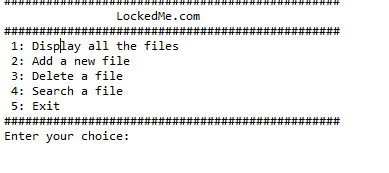 ################################################
LockedMe.com
################################################
1: Display all the files
2: Add a new file
3: Delete a file
4: Search a file
5: Exit
################################################
Enter your choice: